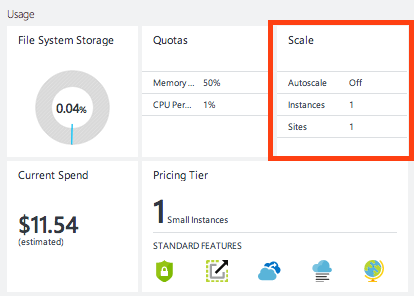 Usage
File System Storage
0.04%
Quotas
Memory... 50%
CPU Per... 1%
Scale
Autoscale Off
Instances 1
Sites 1
Current Spend
$11.54
(estimated)
Pricing Tier
1 Small Instances
STANDARD FEATURES